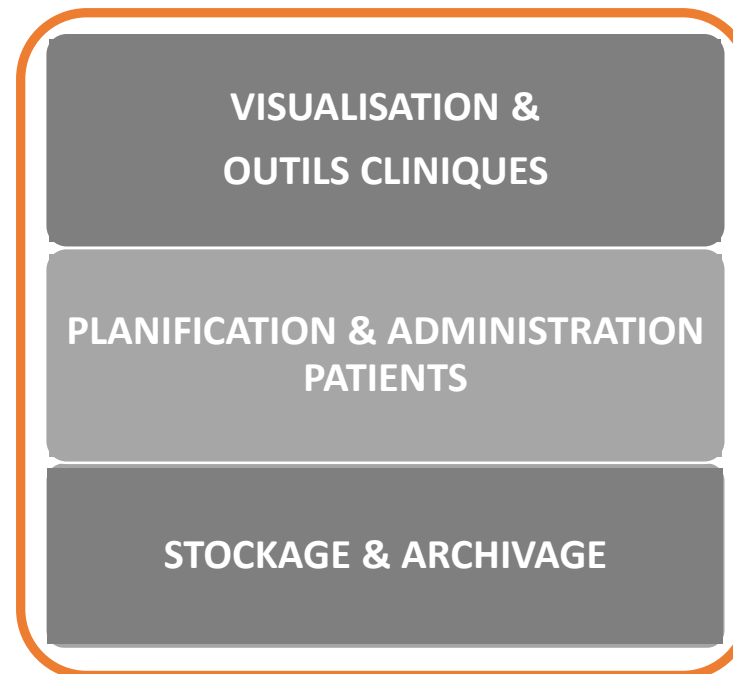 VISUALISATION &
OUTILS CLINIQUES
PLANIFICATION & ADMINISTRATION
PATIENTS
STOCKAGE & ARCHIVAGE